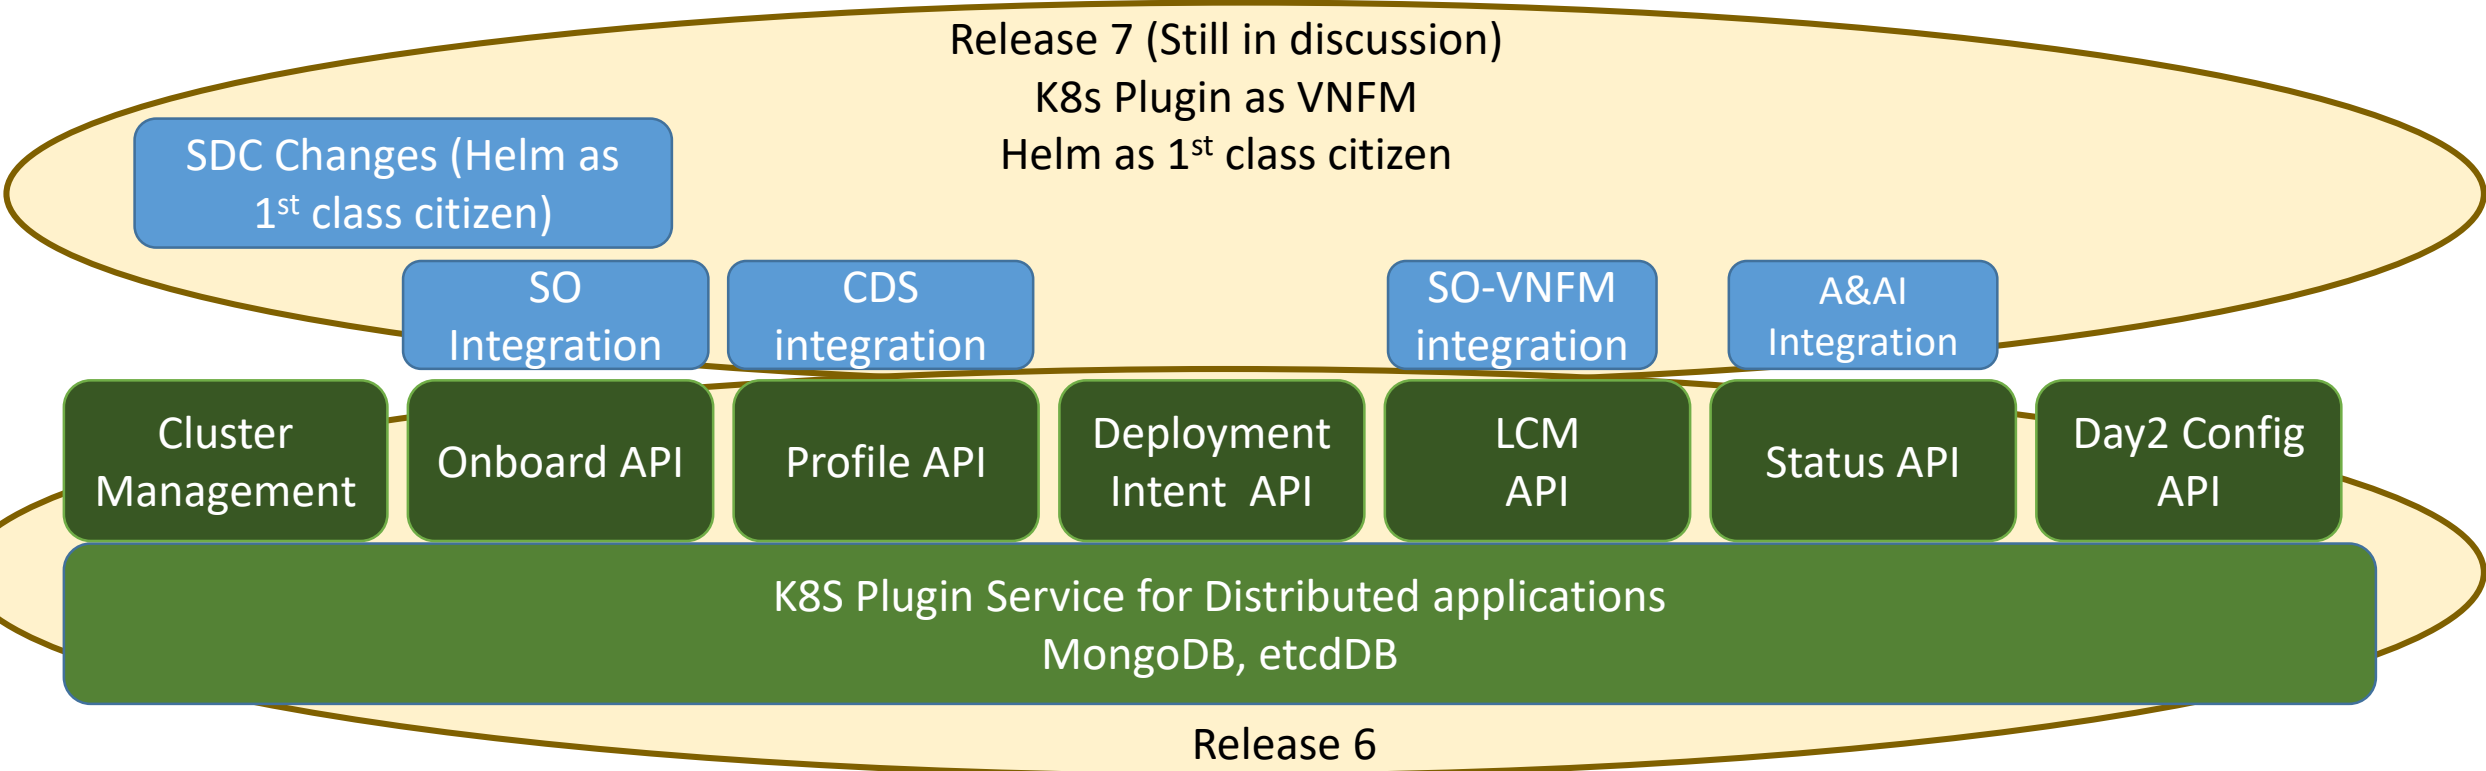 Release 7 (Still in discussion)
K8s Plugin as VNFM
Helm as 1st class citizen
SDC Changes (Helm as
1st class citizen)
SO
Integration
CDS
integration
SO-VNFM
integration
A&AI
Integration
Cluster
Management
Onboard API
Profile API
Deployment
Intent API
LCM
API
Status API
Day2 Config
API
K8S Plugin Service for Distributed applications
MongoDB, etcdDB
Release 6